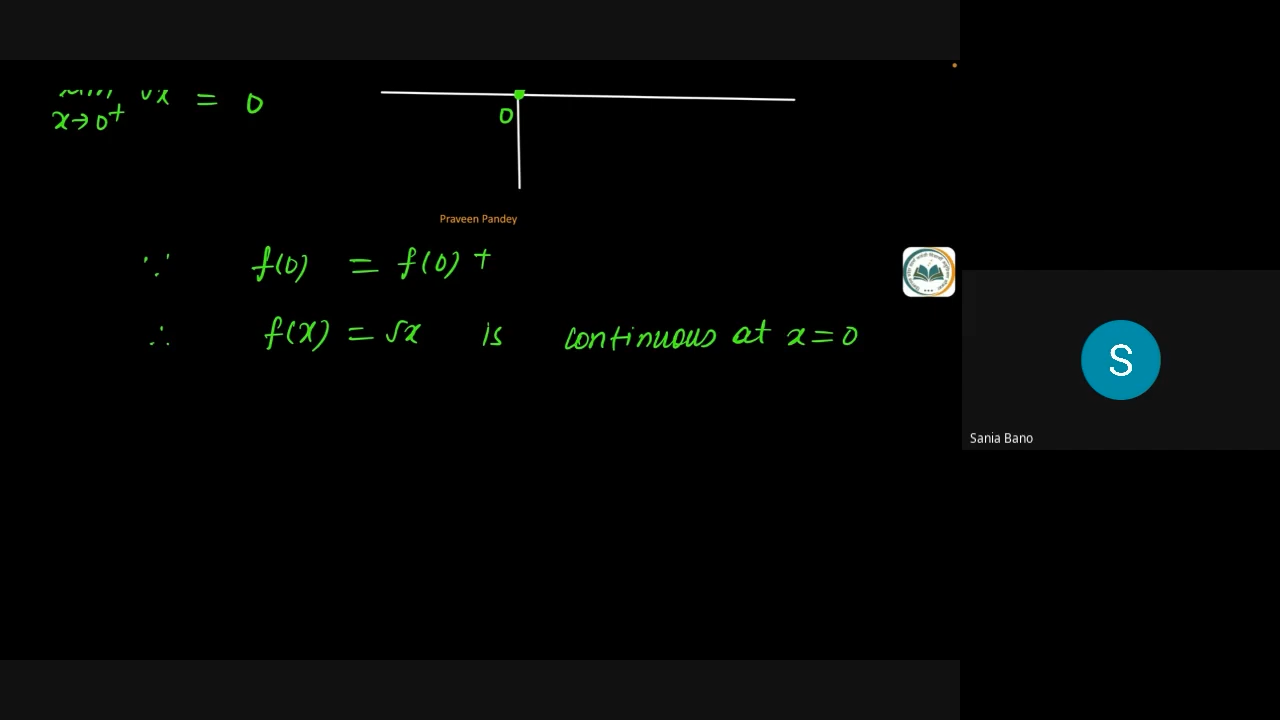 √x = 0
x→0⁺
0
Praveen Pandey
∵ f(0) = f(0)⁺
∴ f(x) = √x is continuous at x=0
S
Sania Bano